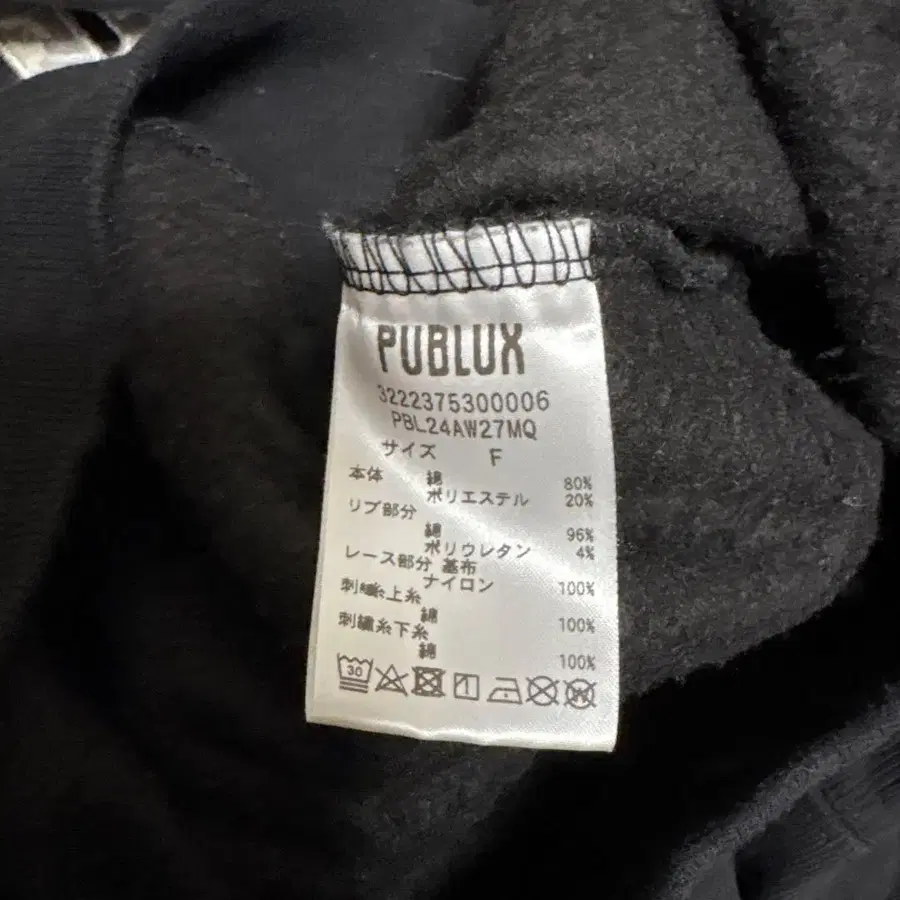 PUBLUX
3222375300006
PBL24AW27MQ
サイズ F
本体 綿 80%
ポリエステル 20%
リブ部分
綿 96%
ポリウレタン 4%
レース部分 基布
ナイロン 100%
刺繍糸上糸
綿 100%
刺繍糸下糸
綿 100%
30 W